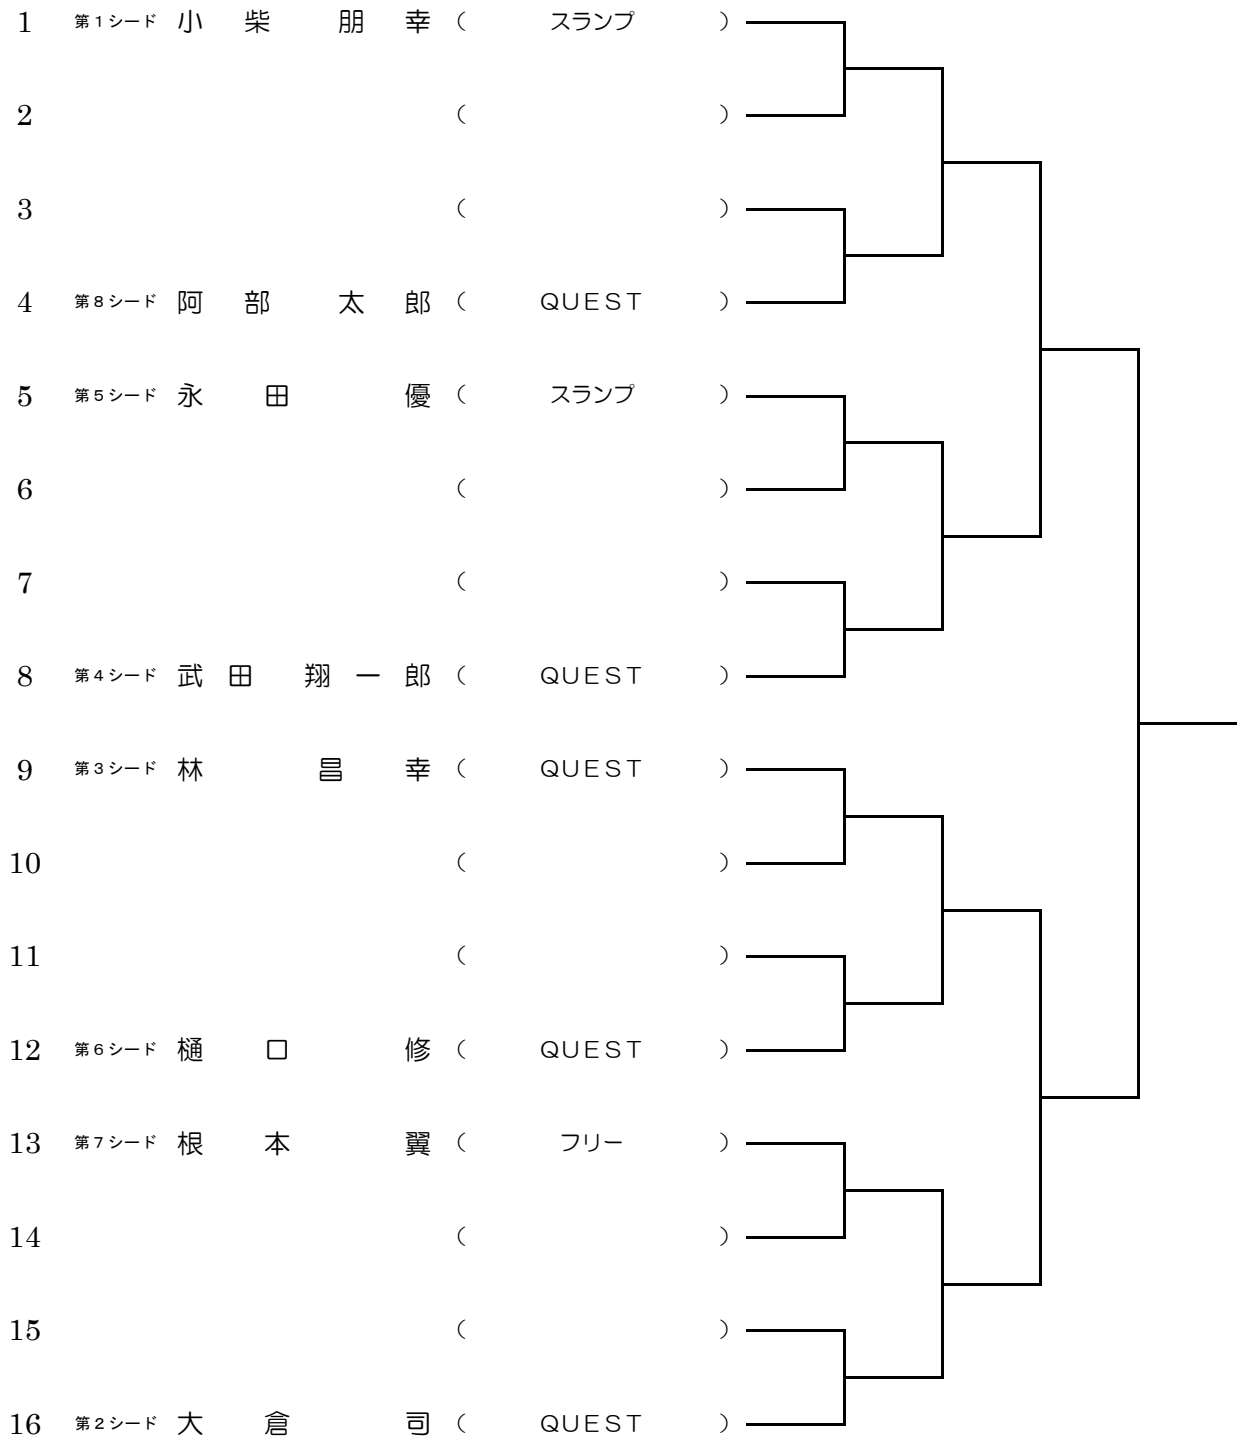 1 第1シード 小柴 朋幸 ( スランプ )
2 ( )
3 ( )
4 第8シード 阿部 太郎 ( QUEST )
5 第5シード 永田 優 ( スランプ )
6 ( )
7 ( )
8 第4シード 武田 翔一郎 ( QUEST )
9 第3シード 林 昌幸 ( QUEST )
10 ( )
11 ( )
12 第6シード 樋口 修 ( QUEST )
13 第7シード 根本 翼 ( フリー )
14 ( )
15 ( )
16 第2シード 大倉 司 ( QUEST )